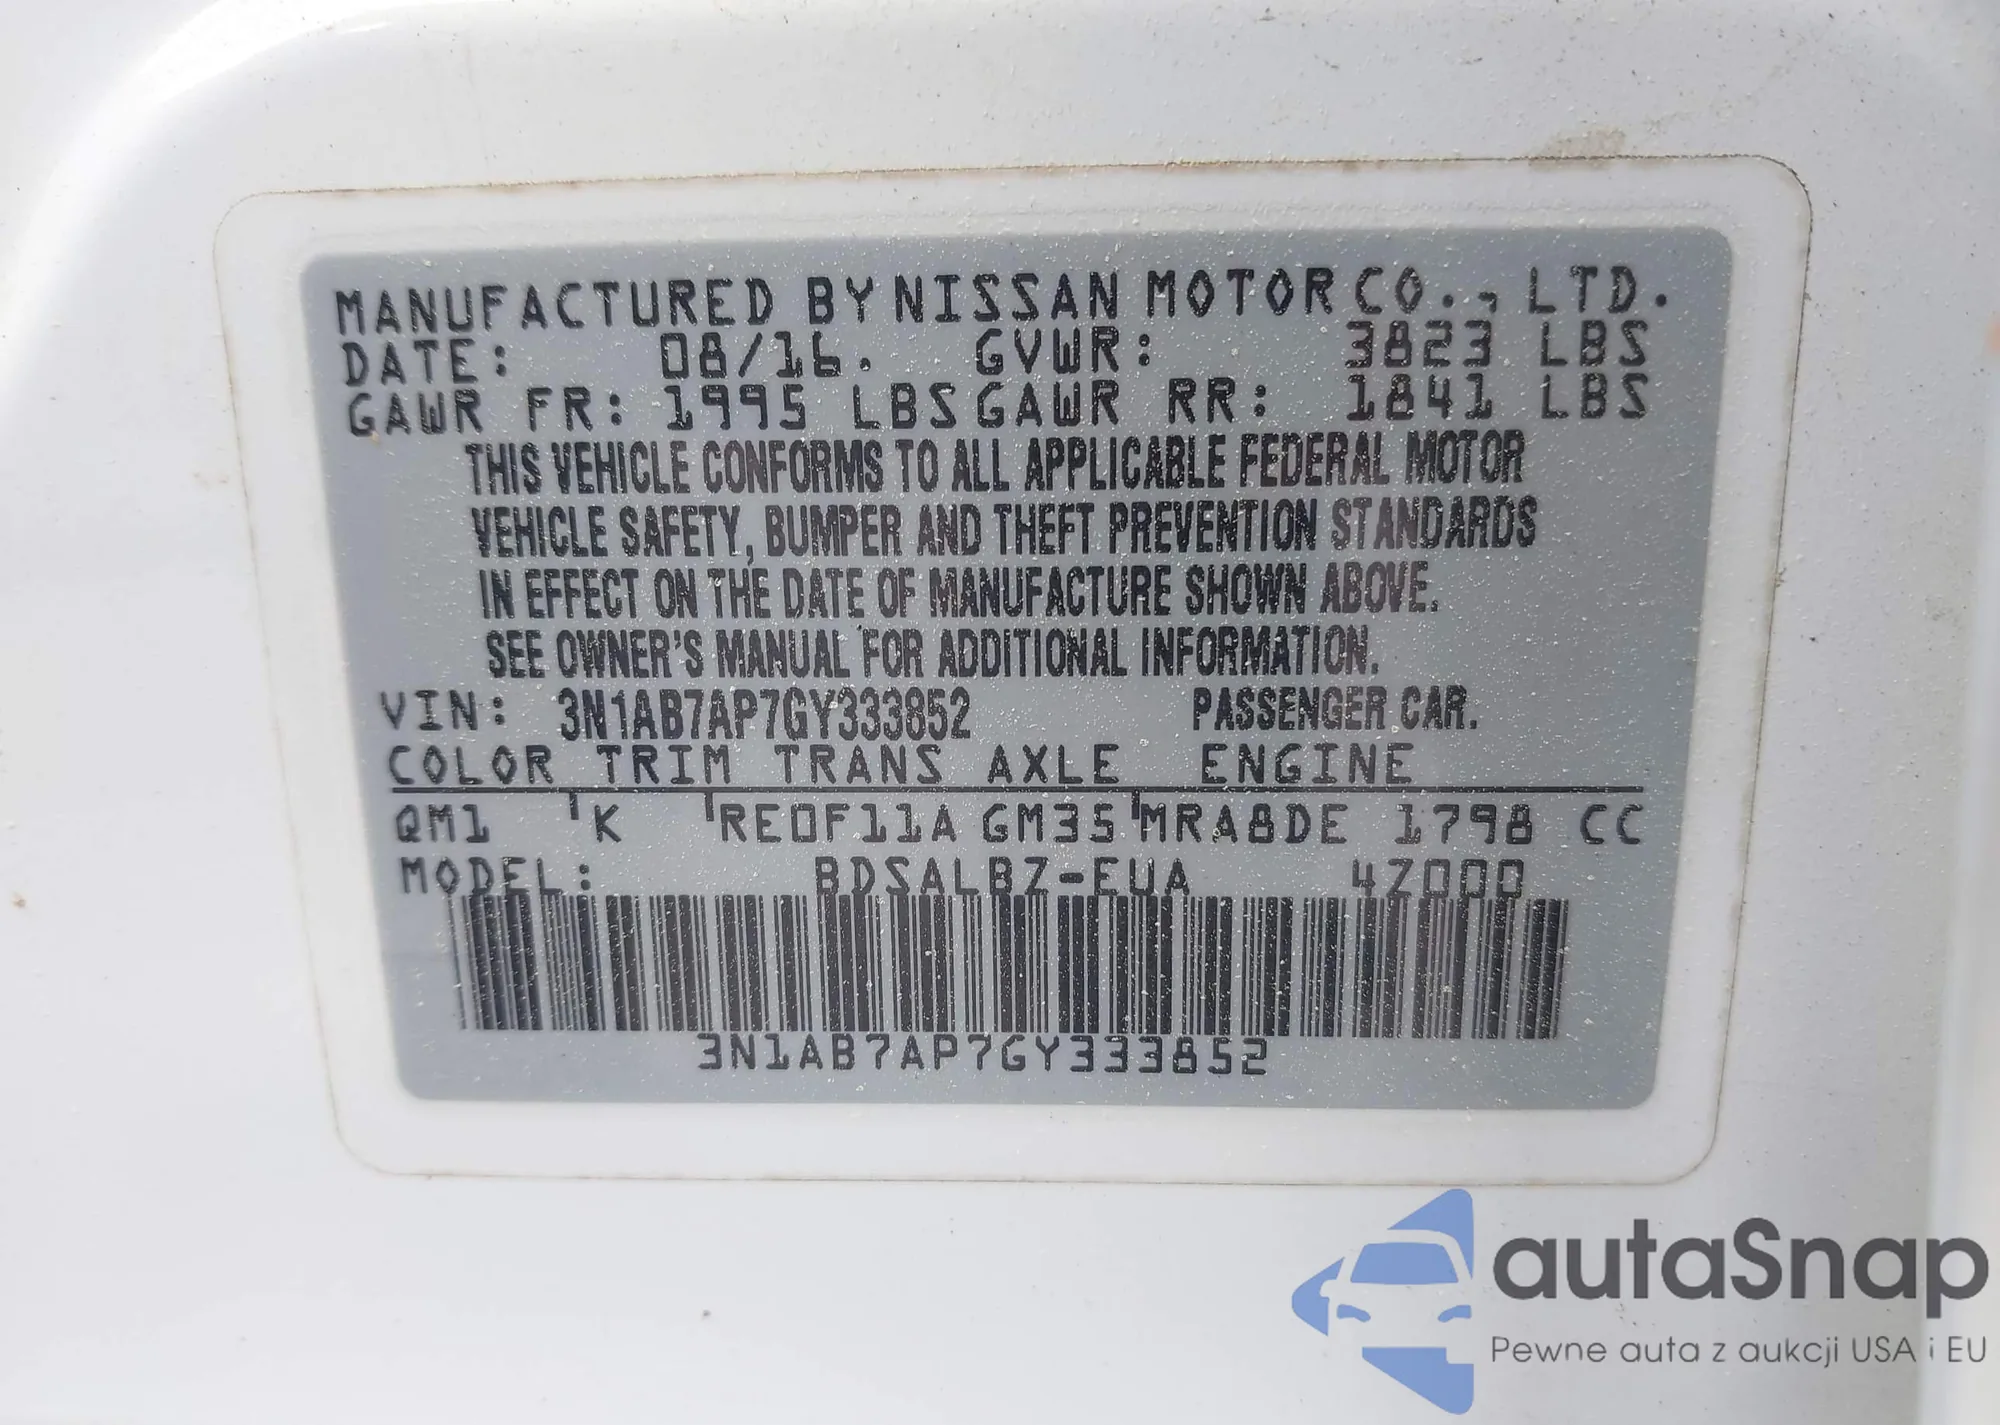 MANUFACTURED BY NISSAN MOTOR CO., LTD.
DATE: 08/16. GVWR: 3823 LBS
GAWR FR: 1995 LBS GAWR RR: 1841 LBS
THIS VEHICLE CONFORMS TO ALL APPLICABLE FEDERAL MOTOR
VEHICLE SAFETY, BUMPER AND THEFT PREVENTION STANDARDS
IN EFFECT ON THE DATE OF MANUFACTURE SHOWN ABOVE.
SEE OWNER'S MANUAL FOR ADDITIONAL INFORMATION.
VIN: 3N1AB7AP7GY333852 PASSENGER CAR.
COLOR TRIM TRANS AXLE ENGINE
QM1 K RE0F11A GM35 MRA8DE 1798 CC
MODEL: BDSALBZ-EUA 4Z000
3N1AB7AP7GY333852
autaSnap
Pewne auta z aukcji USA i EU